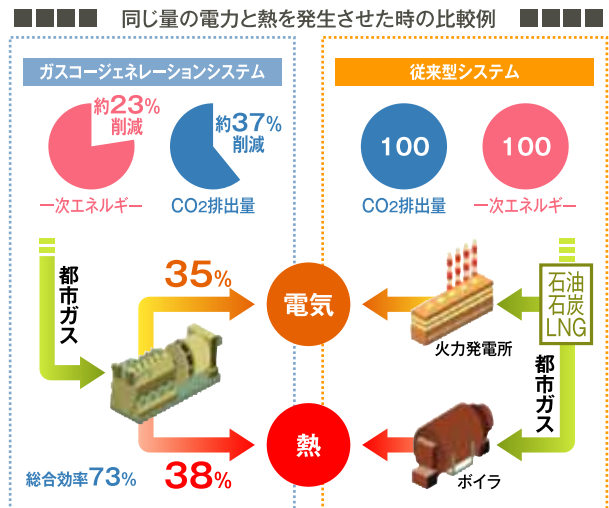 同じ量の電力と熱を発生させた時の比較例
ガスコージェネレーションシステム
約23%
削減
一次エネルギー
約37%
削減
CO2排出量
都市ガス
35%
38%
総合効率73%
電気
熱
従来型システム
100
CO2排出量
100
一次エネルギー
石油
石炭
LNG
火力発電所
都市ガス
ボイラ